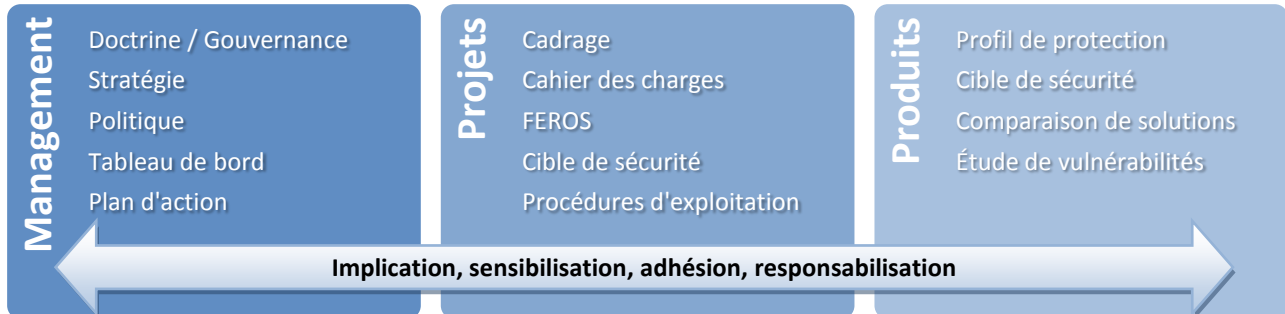 Management
Doctrine / Gouvernance
Stratégie
Politique
Tableau de bord
Plan d'action
Projets
Cadrage
Cahier des charges
FEROS
Cible de sécurité
Procédures d'exploitation
Produits
Profil de protection
Cible de sécurité
Comparaison de solutions
Étude de vulnérabilités
Implication, sensibilisation, adhésion, responsabilisation